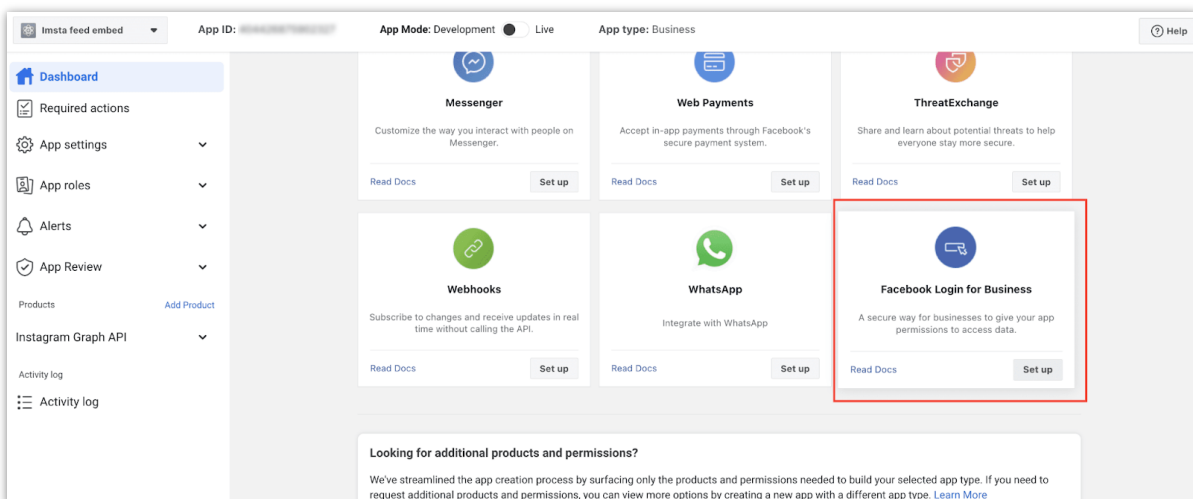 Imsta feed embed
App ID:
App Mode: Development
Live
App type: Business
Help
Dashboard
Required actions
App settings
App roles
Alerts
App Review
Products
Add Product
Instagram Graph API
Activity log
Activity log
Messenger
Customize the way you interact with people on
Messenger.
Read Docs
Set up
Web Payments
Accept in-app payments through Facebook's
secure payment system.
Read Docs
Set up
ThreatExchange
Share and learn about potential threats to help
everyone stay more secure.
Read Docs
Set up
Webhooks
Subscribe to changes and receive updates in real
time without calling the API.
Read Docs
Set up
WhatsApp
Integrate with WhatsApp
Read Docs
Set up
Facebook Login for Business
A secure way for businesses to give your app
permissions to access data.
Read Docs
Set up
Looking for additional products and permissions?
We've streamlined the app creation process by surfacing only the products and permissions needed to build your selected app type. If you need to
request additional products and permissions, you can view more options by creating a new app with a different app type. Learn More